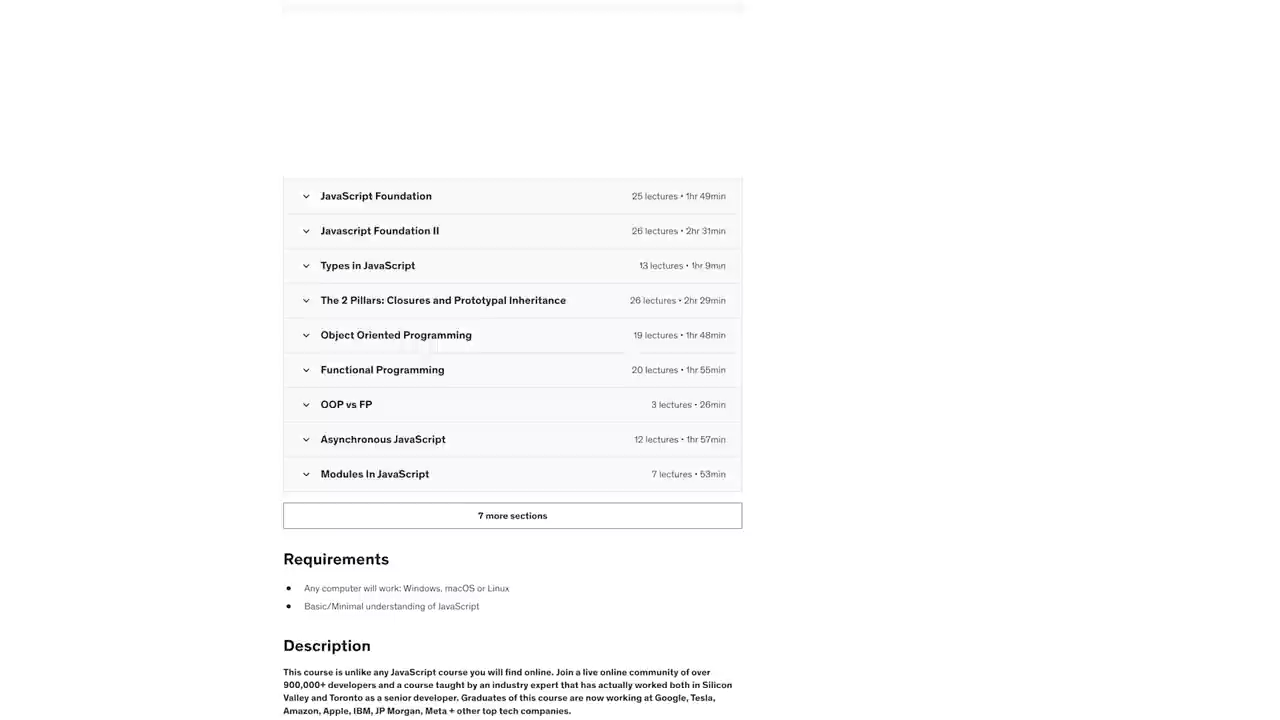 JavaScript Foundation 25 lectures • 1hr 49min
Javascript Foundation II 26 lectures • 2hr 31min
Types in JavaScript 13 lectures • 1hr 9min
The 2 Pillars: Closures and Prototypal Inheritance 26 lectures • 2hr 29min
Object Oriented Programming 19 lectures • 1hr 48min
Functional Programming 20 lectures • 1hr 55min
OOP vs FP 3 lectures • 26min
Asynchronous JavaScript 12 lectures • 1hr 57min
Modules In JavaScript 7 lectures • 53min
7 more sections
Requirements
• Any computer will work: Windows, macOS or Linux
• Basic/Minimal understanding of JavaScript
Description
This course is unlike any JavaScript course you will find online. Join a live online community of over
900,000+ developers and a course taught by an industry expert that has actually worked both in Silicon
Valley and Toronto as a senior developer. Graduates of this course are now working at Google, Tesla,
Amazon, Apple, IBM, JP Morgan, Meta + other top tech companies.